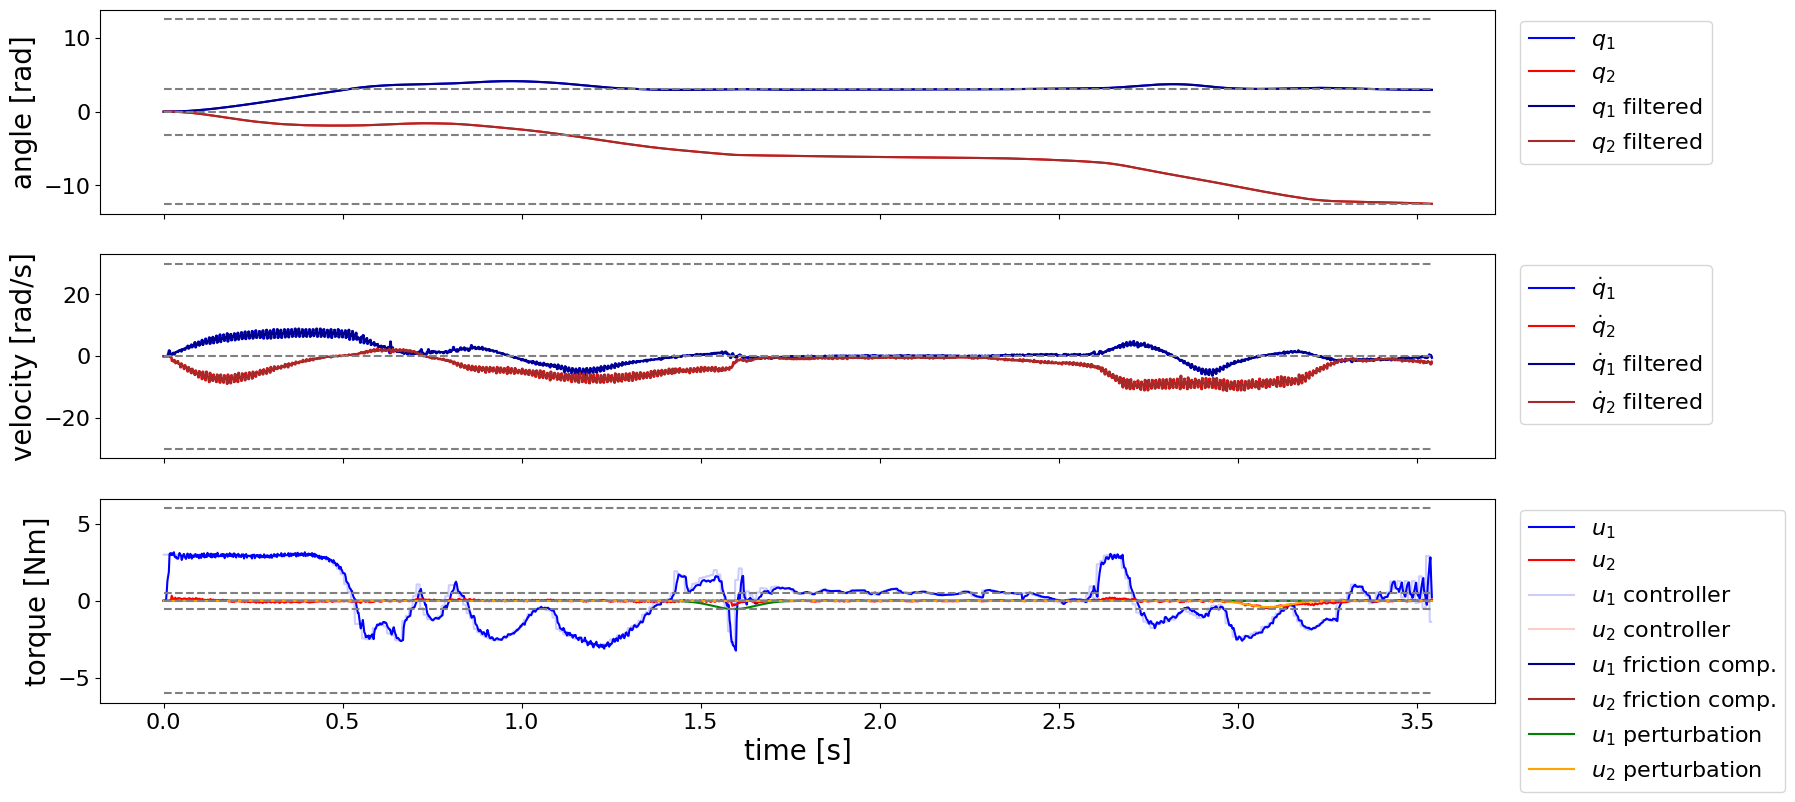 angle [rad]
10
0
−10
q₁
q₂
q₁ filtered
q₂ filtered
velocity [rad/s]
20
0
−20
q̇₁
q̇₂
q̇₁ filtered
q̇₂ filtered
torque [Nm]
5
0
−5
0.0 0.5 1.0 1.5 2.0 2.5 3.0 3.5
time [s]
u₁
u₂
u₁ controller
u₂ controller
u₁ friction comp.
u₂ friction comp.
u₁ perturbation
u₂ perturbation